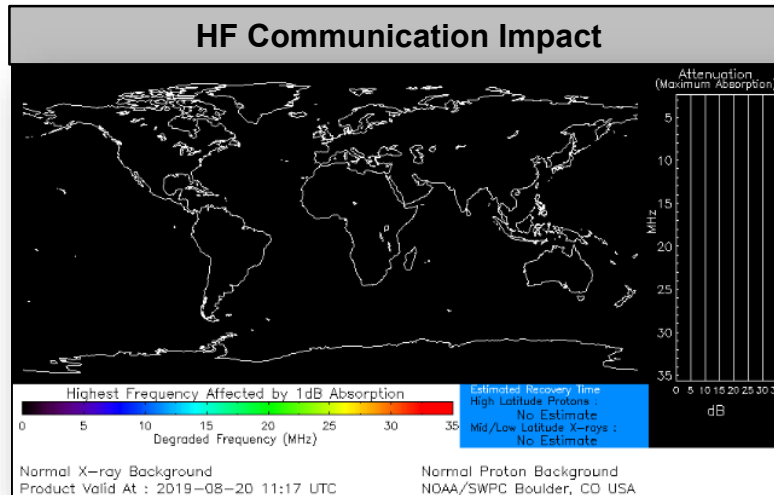 HF Communication Impact
Attenuation
(Maximum Absorption)
5
10
15
MHz
20
25
30
35
0 5 10 15 20 25 30 3
dB
Highest Frequency Affected by 1dB Absorption
0 5 10 15 20 25 30 35
Degraded Frequency (MHz)
Estimated Recovery Time
High Latitude Protons :
No Estimate
Mid/Low Latitude X-rays :
No Estimate
Normal X-ray Background
Normal Proton Background
Product Valid At : 2019-08-20 11:17 UTC
NOAA/SWPC Boulder, CO USA